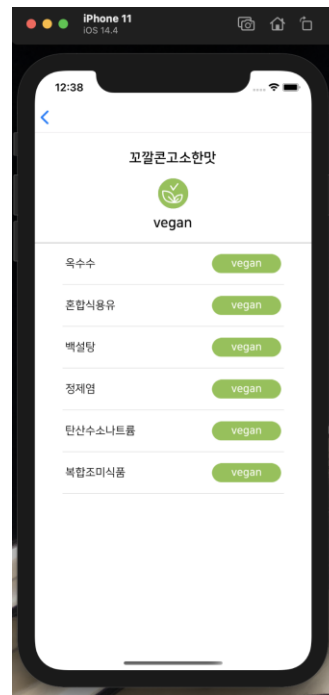 iPhone 11
iOS 14.4
12:38
꼬깔콘고소한맛
vegan
옥수수 vegan
혼합식용유 vegan
백설탕 vegan
정제염 vegan
탄산수소나트륨 vegan
복합조미식품 vegan